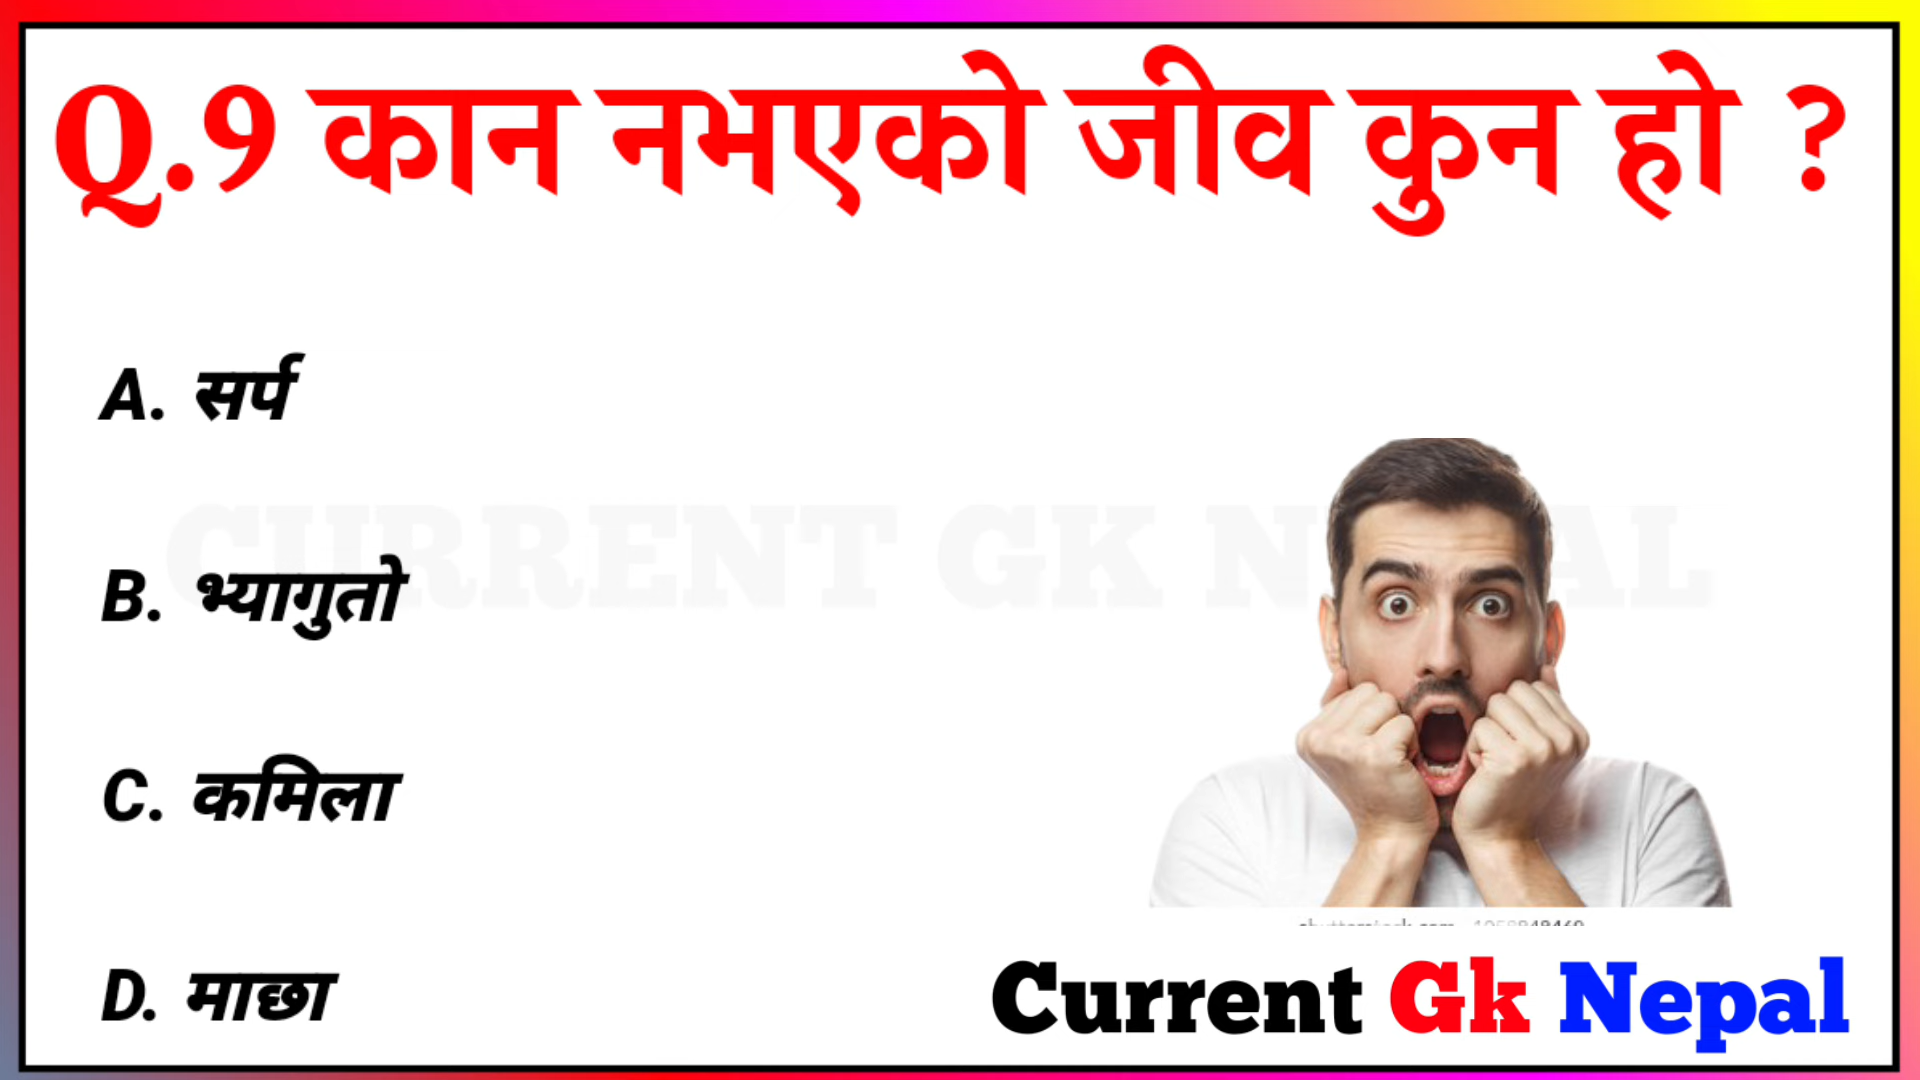 Q.9 कान नभएको जीव कुन हो ?
A. सर्प
CURRENT GK NEPAL
B. भ्यागुतो
C. कमिला
D. माछा
Current Gk Nepal